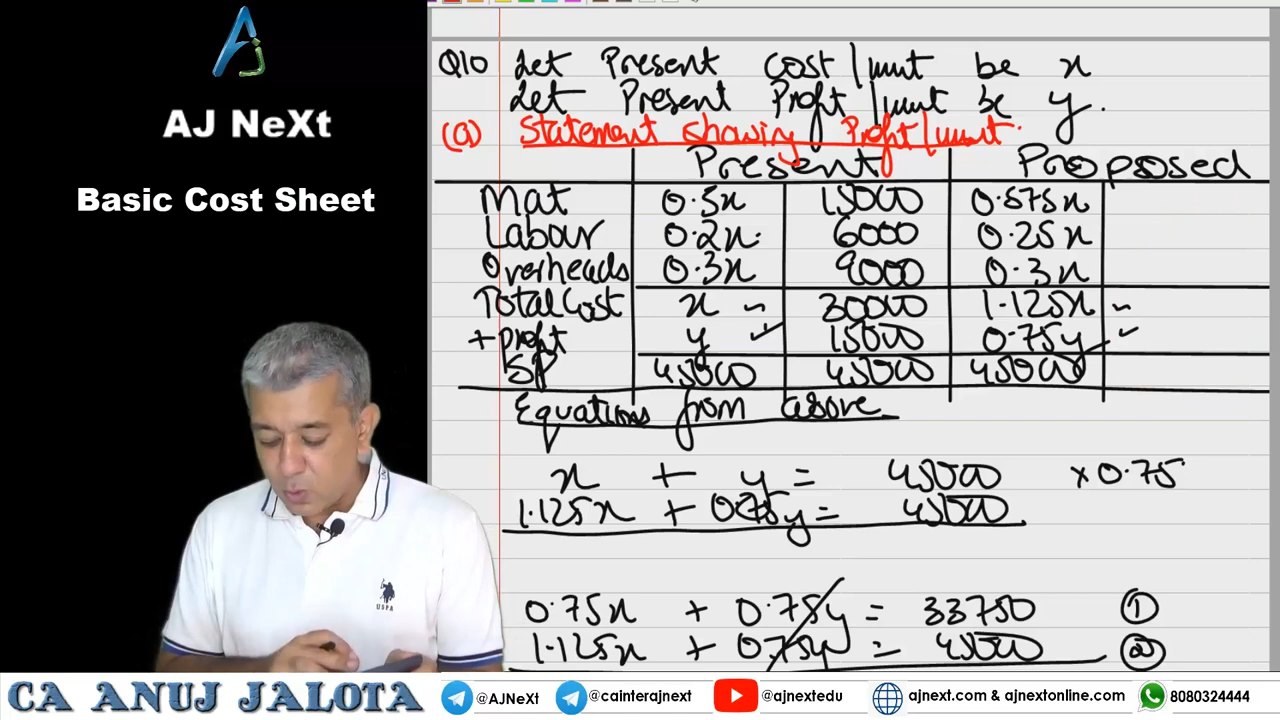 AJ NeXt
Basic Cost Sheet
Q10 Let Present cost/unit be x
Let Present Profit/unit be y.
(a) Statement showing Profit/unit.
Present Proposed
Mat 0.5x 15000 0.575x
Labour 0.2x 6000 0.25x
Overheads 0.3x 9000 0.3x
Total Cost x 30000 1.125x
+ profit y 15000 0.75y
SP 45000 45000 45000
Equations from above
x + y = 45000 x 0.75
1.125x + 0.75y = 45000
0.75x + 0.75y = 33750 ①
1.125x + 0.75y = 45000 ②
USPA
CA ANUJ JALOTA @AJNeXt @cainterajnext @ajnextedu ajnext.com & ajnextonline.com 8080324444